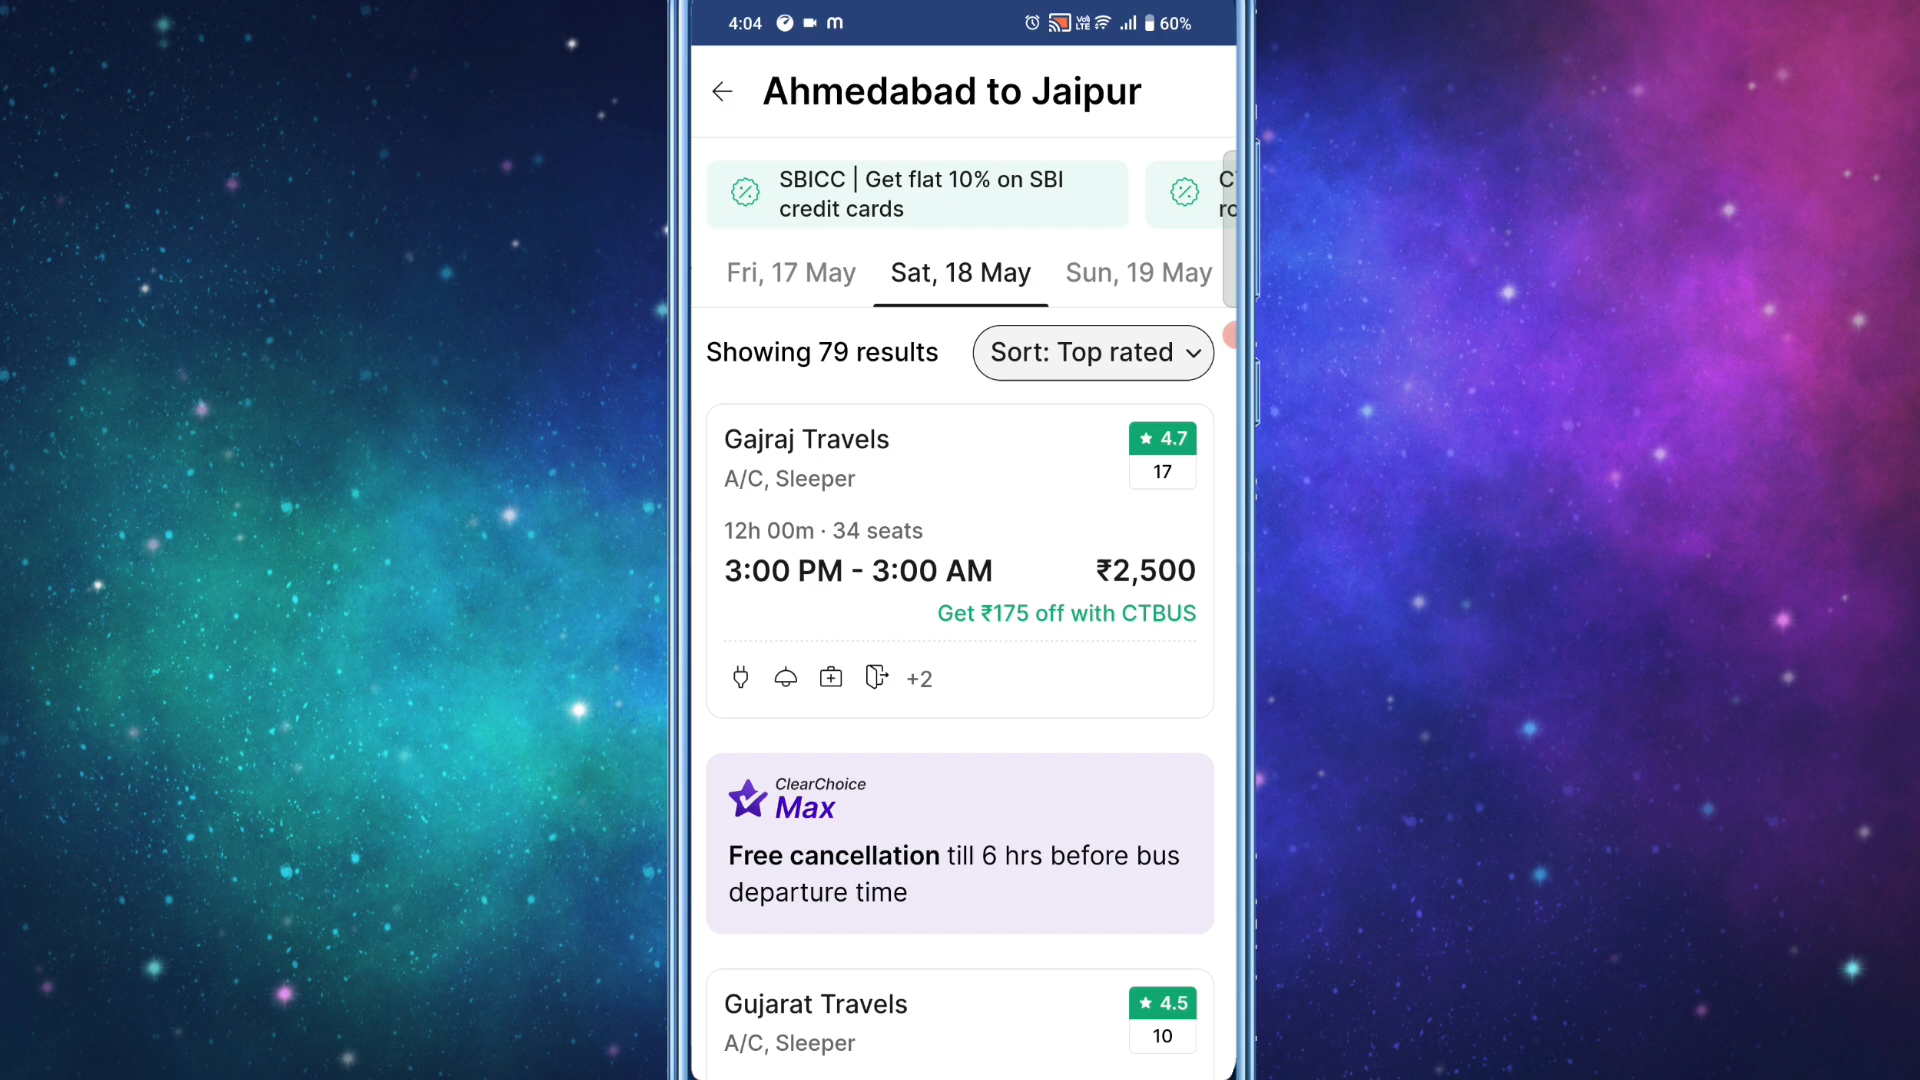 4:04
VoI LTE 60%
Ahmedabad to Jaipur
SBICC | Get flat 10% on SBI
credit cards
Fri, 17 May
Sat, 18 May
Sun, 19 May
Showing 79 results
Sort: Top rated
Gajraj Travels
4.7
A/C, Sleeper
17
12h 00m · 34 seats
3:00 PM - 3:00 AM
₹2,500
Get ₹175 off with CTBUS
+2
ClearChoice
Max
Free cancellation till 6 hrs before bus
departure time
Gujarat Travels
4.5
A/C, Sleeper
10